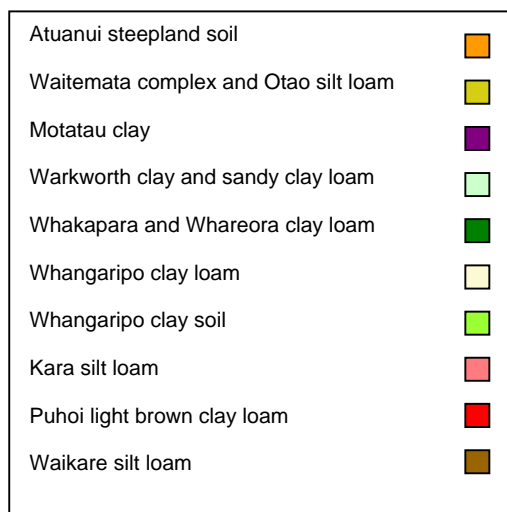 Atuanui steepland soil
Waitemata complex and Otao silt loam
Motatau clay
Warkworth clay and sandy clay loam
Whakapara and Whareora clay loam
Whangaripo clay loam
Whangaripo clay soil
Kara silt loam
Puhoi light brown clay loam
Waikare silt loam